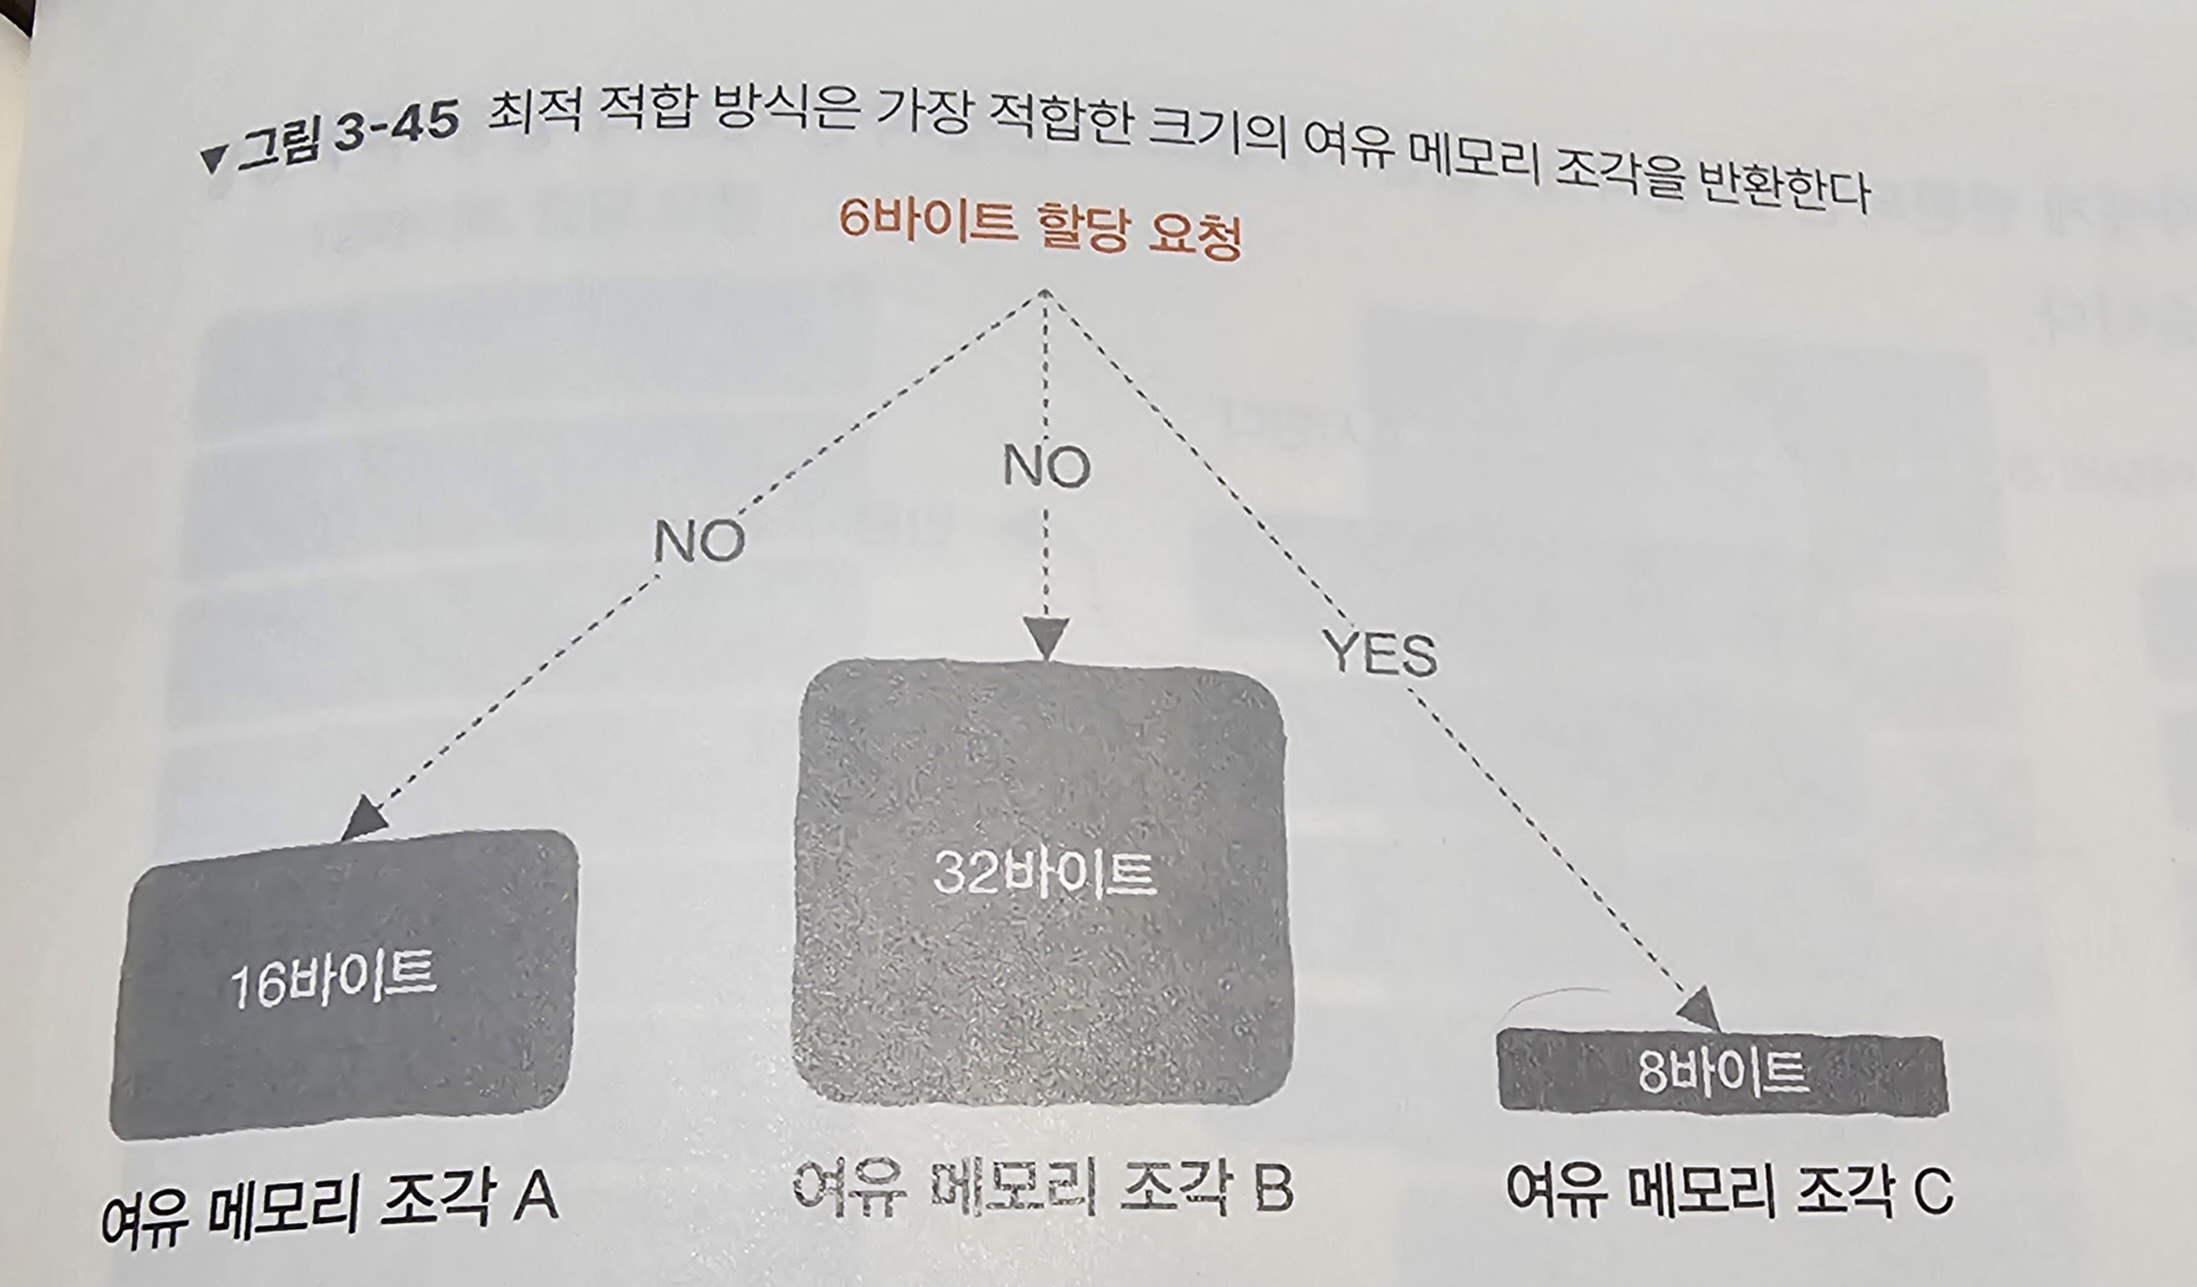 ▼그림 3-45 최적 적합 방식은 가장 적합한 크기의 여유 메모리 조각을 반환한다
6바이트 할당 요청
NO
NO
YES
16바이트
32바이트
8바이트
여유 메모리 조각 A
여유 메모리 조각 B
여유 메모리 조각 C